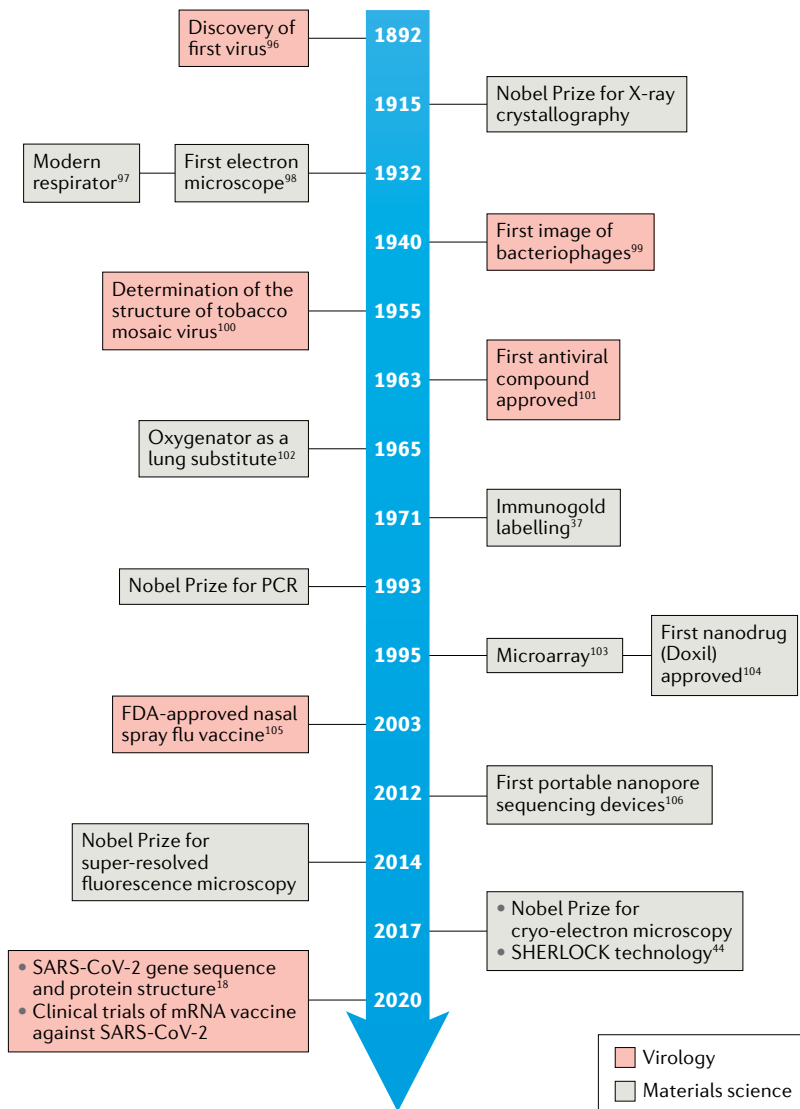 Discovery of
first virus96
1892
1915
Nobel Prize for X-ray
crystallography
Modern
respirator97
First electron
microscope98
1932
1940
First image of
bacteriophages99
Determination of the
structure of tobacco
mosaic virus100
1955
1963
First antiviral
compound
approved101
Oxygenator as a
lung substitute102
1965
1971
Immunogold
labelling37
Nobel Prize for PCR
1993
1995
Microarray103
First nanodrug
(Doxil)
approved104
FDA-approved nasal
spray flu vaccine105
2003
2012
First portable nanopore
sequencing devices106
Nobel Prize for
super-resolved
fluorescence microscopy
2014
2017
• Nobel Prize for
cryo-electron microscopy
• SHERLOCK technology44
• SARS-CoV-2 gene sequence
and protein structure18
• Clinical trials of mRNA vaccine
against SARS-CoV-2
2020
Virology
Materials science